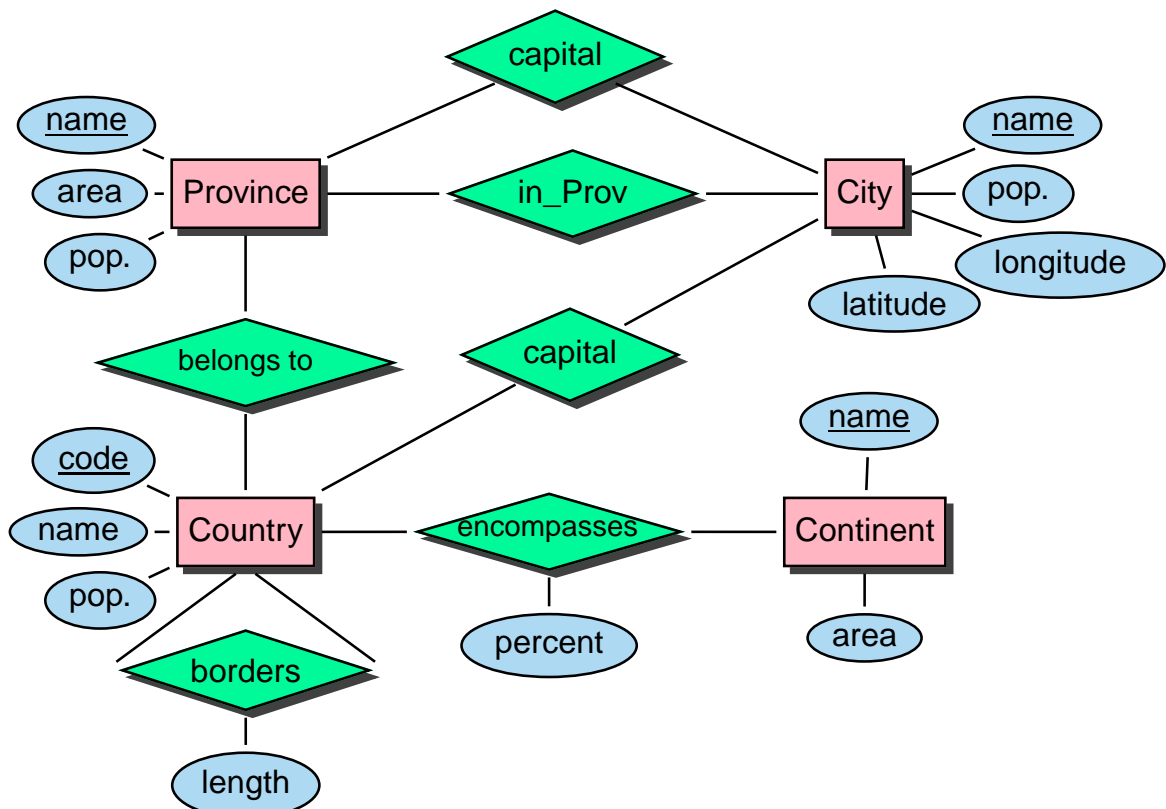 capital
name
name
area
Province
in_Prov
City
pop.
pop.
longitude
latitude
belongs to
capital
name
code
name
Country
encompasses
Continent
pop.
percent
area
borders
length